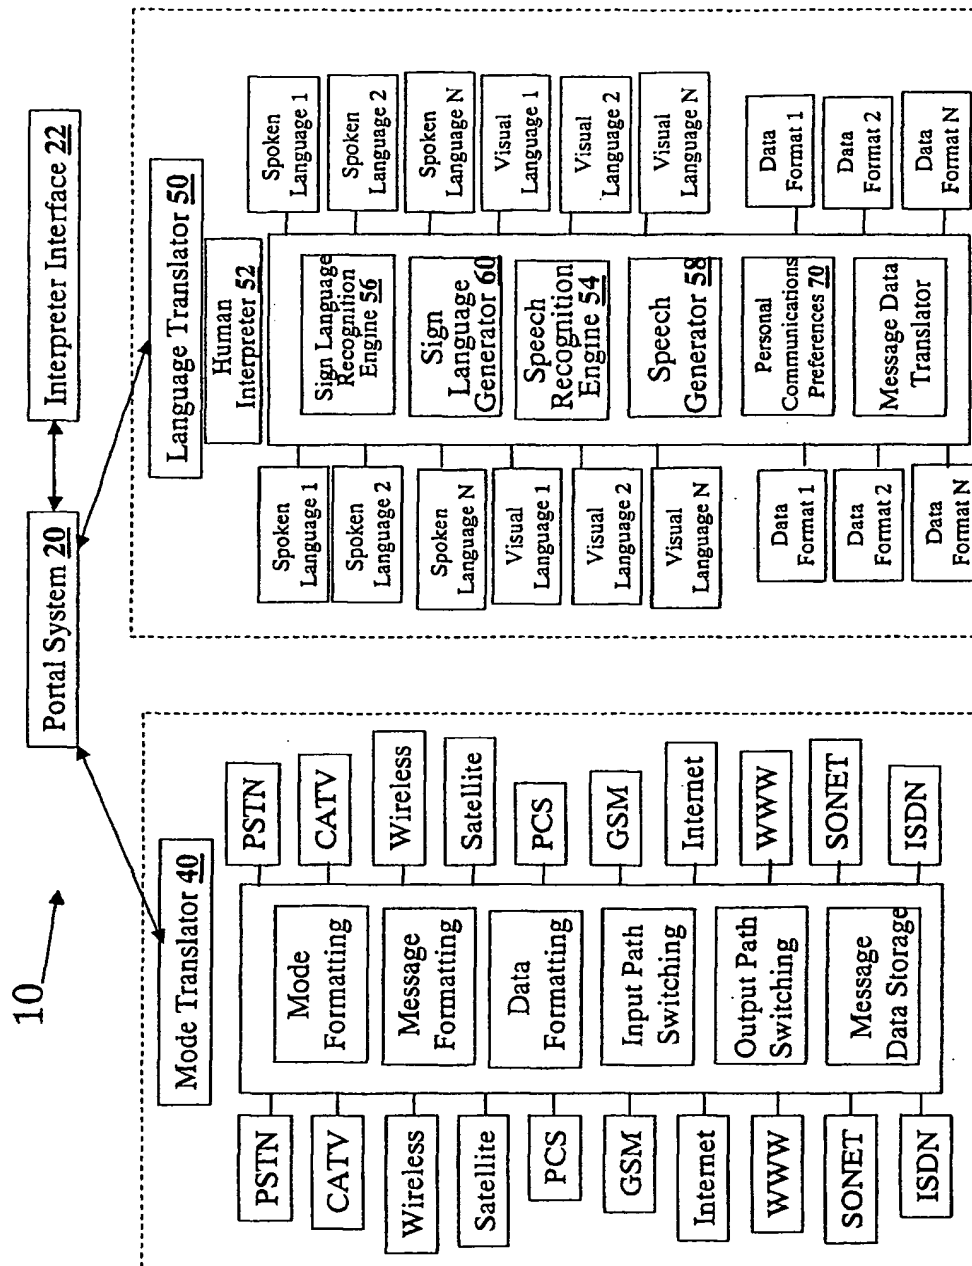 10
Portal System 20
Interpreter Interface 22
Mode Translator 40
PSTN
CATV
Wireless
Satellite
PCS
GSM
Internet
WWW
SONET
ISDN
Mode
Formatting
Message
Formatting
Data
Formatting
Input Path
Switching
Output Path
Switching
Message
Data Storage
PSTN
CATV
Wireless
Satellite
PCS
GSM
Internet
WWW
SONET
ISDN
Language Translator 50
Human
Interpreter 52
Spoken
Language 1
Spoken
Language 2
Spoken
Language N
Visual
Language 1
Visual
Language 2
Visual
Language N
Data
Format 1
Data
Format 2
Data
Format N
Sign Language
Recognition
Engine 56
Sign
Language
Generator 60
Speech
Recognition
Engine 54
Speech
Generator 58
Personal
Communications
Preferences 70
Message Data
Translator
Spoken
Language 1
Spoken
Language 2
Spoken
Language N
Visual
Language 1
Visual
Language 2
Visual
Language N
Data
Format 1
Data
Format 2
Data
Format N